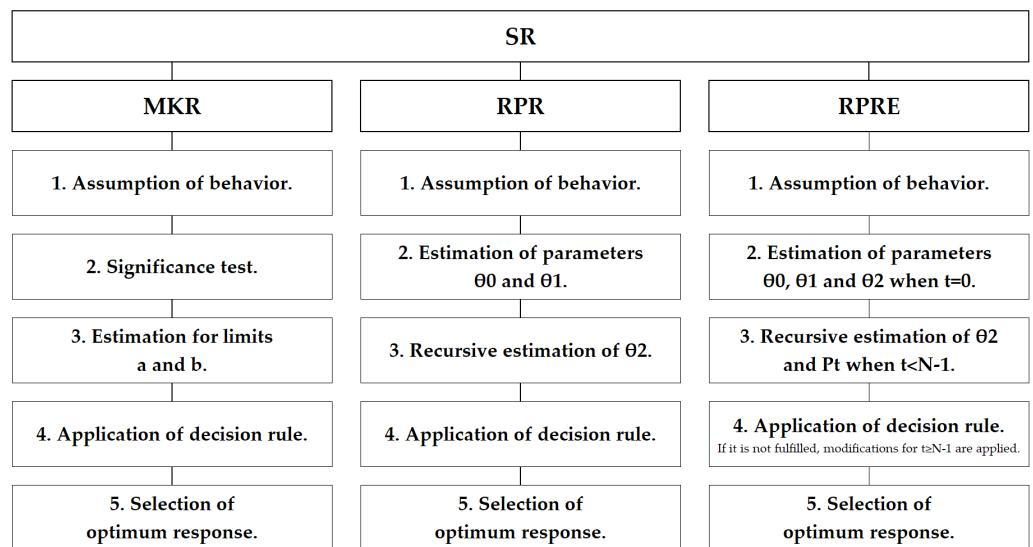 SR
MKR
1. Assumption of behavior.
2. Significance test.
3. Estimation for limits
a and b.
4. Application of decision rule.
5. Selection of
optimum response.
RPR
1. Assumption of behavior.
2. Estimation of parameters
θ0 and θ1.
3. Recursive estimation of θ2.
4. Application of decision rule.
5. Selection of
optimum response.
RPRE
1. Assumption of behavior.
2. Estimation of parameters
θ0, θ1 and θ2 when t=0.
3. Recursive estimation of θ2
and Pt when t<N-1.
4. Application of decision rule.
If it is not fulfilled, modifications for t≥N-1 are applied.
5. Selection of
optimum response.